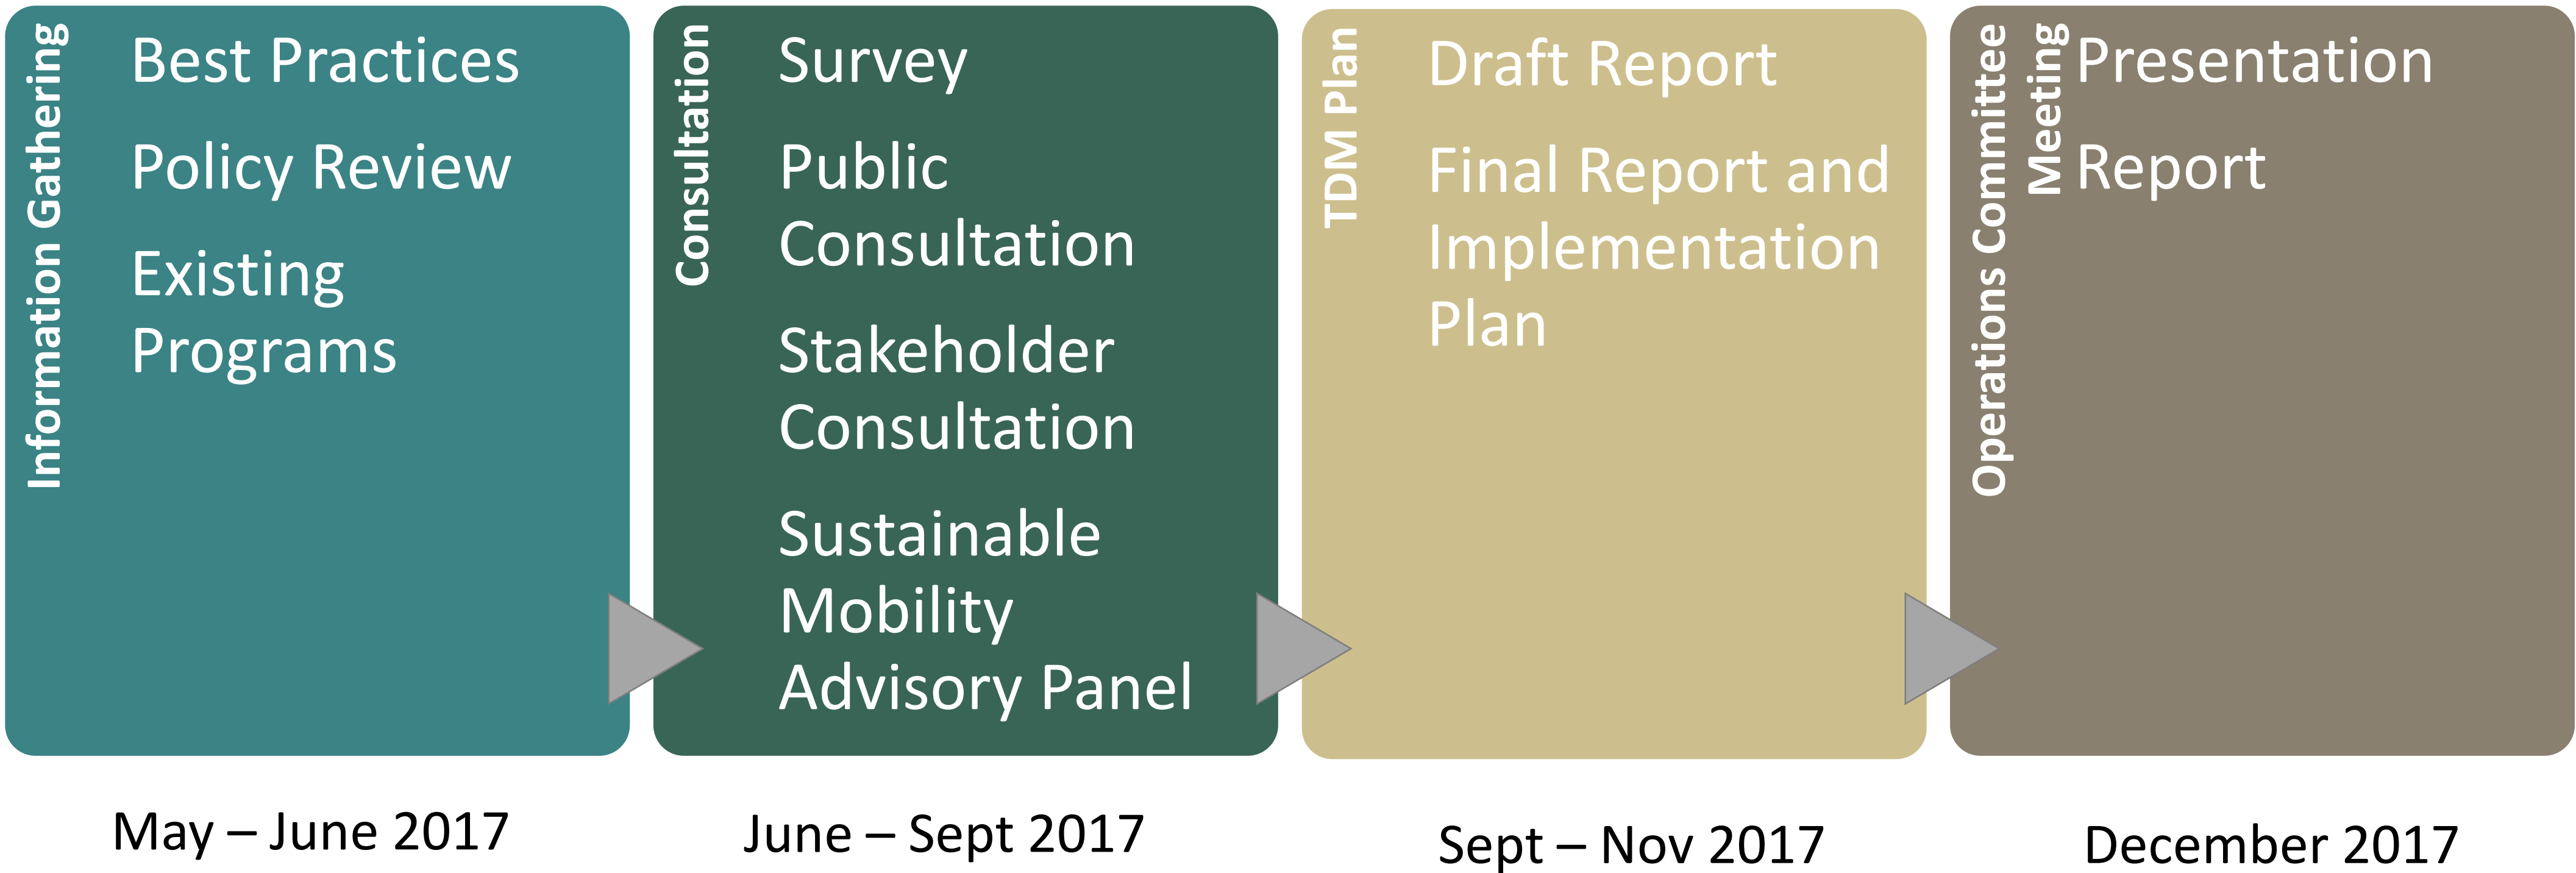 Information Gathering
Best Practices
Policy Review
Existing
Programs
Consultation
Survey
Public
Consultation
Stakeholder
Consultation
Sustainable
Mobility
Advisory Panel
TDM Plan
Draft Report
Final Report and
Implementation
Plan
Operations Committee
Meeting
Presentation
Report
May – June 2017
June – Sept 2017
Sept – Nov 2017
December 2017